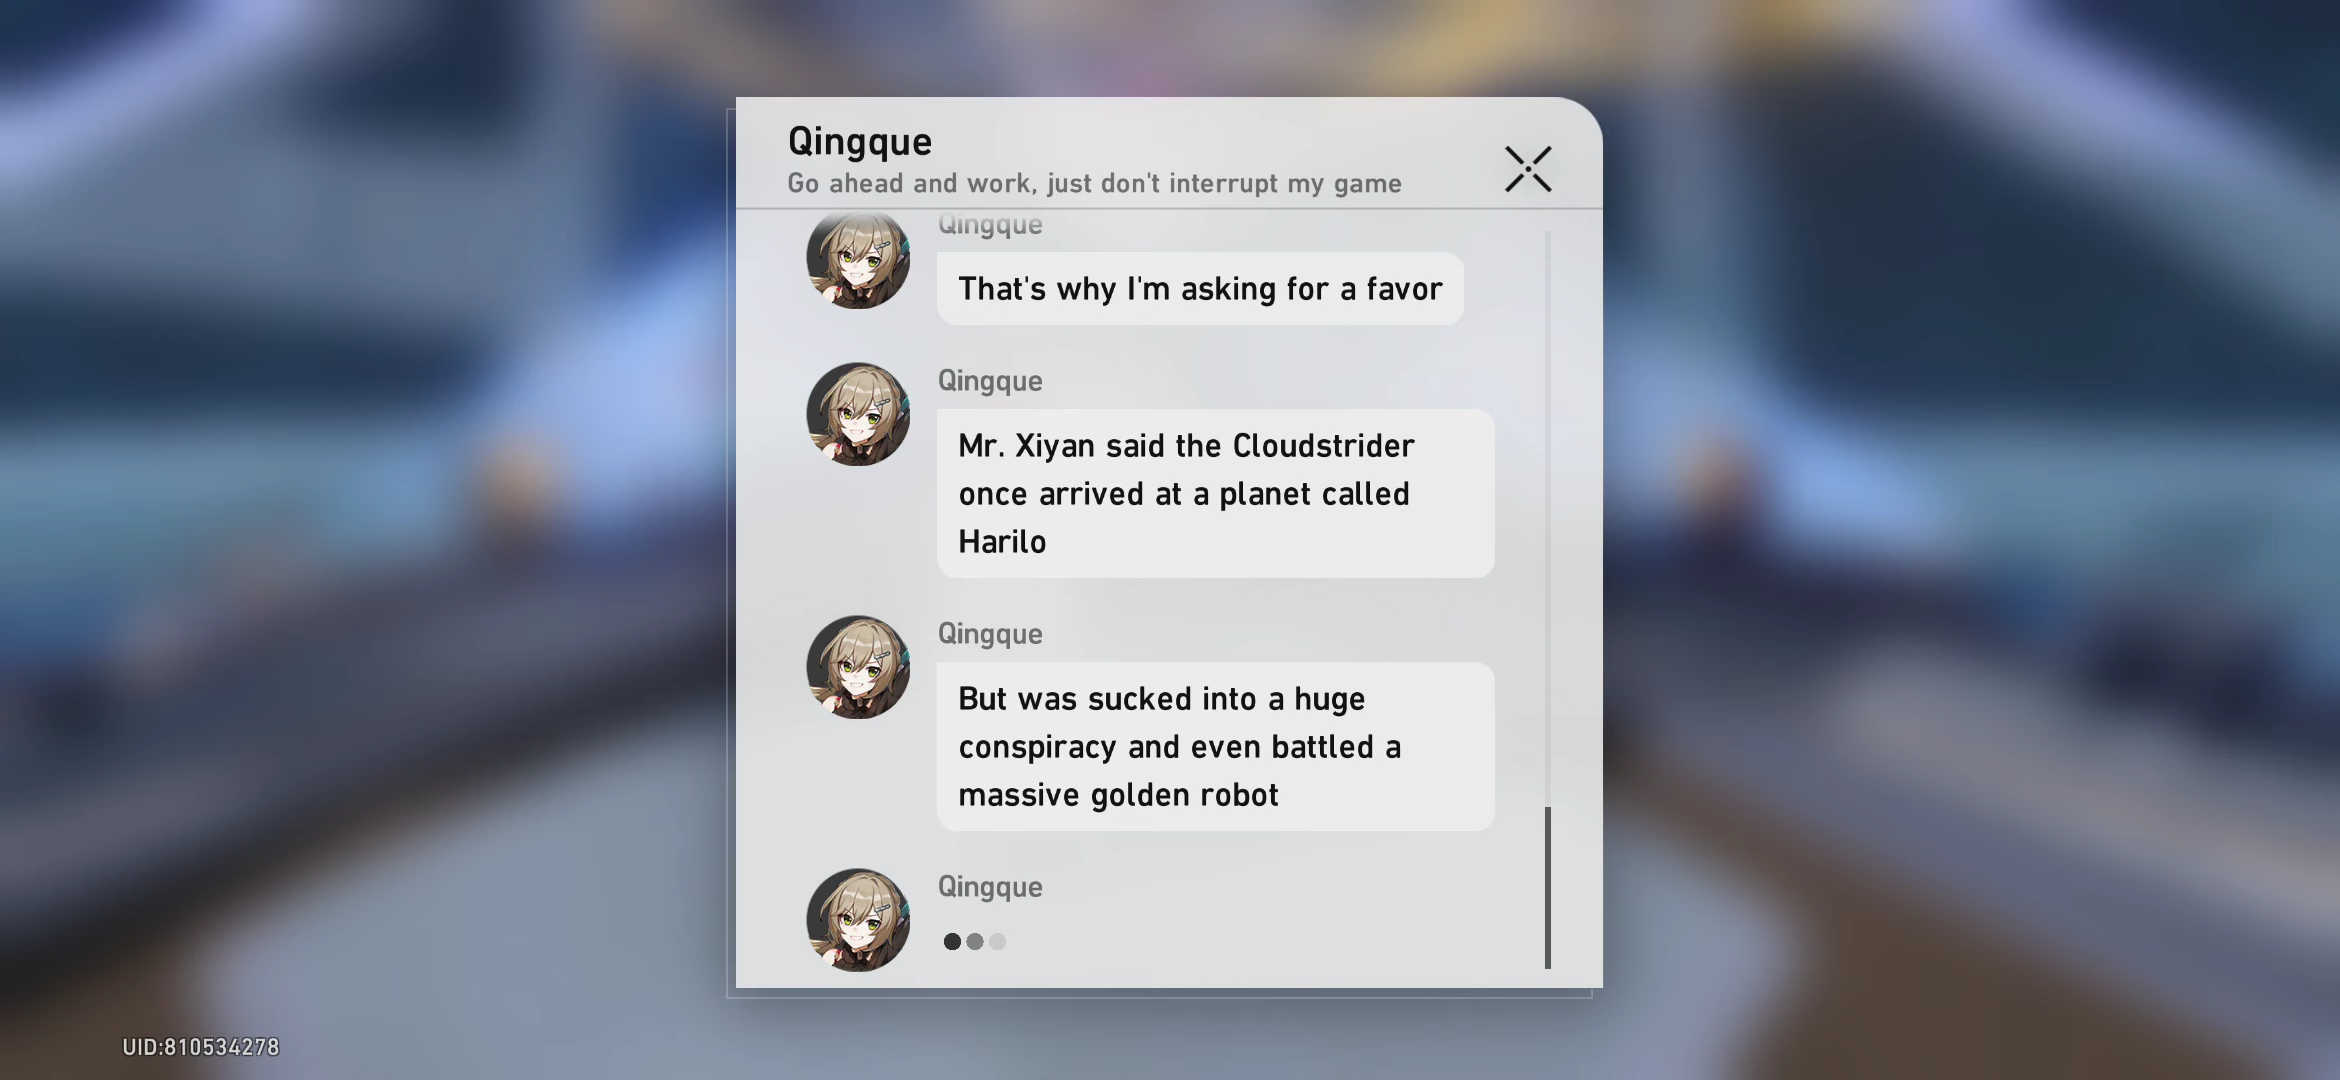 Qingque
Go ahead and work, just don't interrupt my game
Qingque
That's why I'm asking for a favor
Qingque
Mr. Xiyan said the Cloudstrider
once arrived at a planet called
Harilo
Qingque
But was sucked into a huge
conspiracy and even battled a
massive golden robot
Qingque
UID:810534278